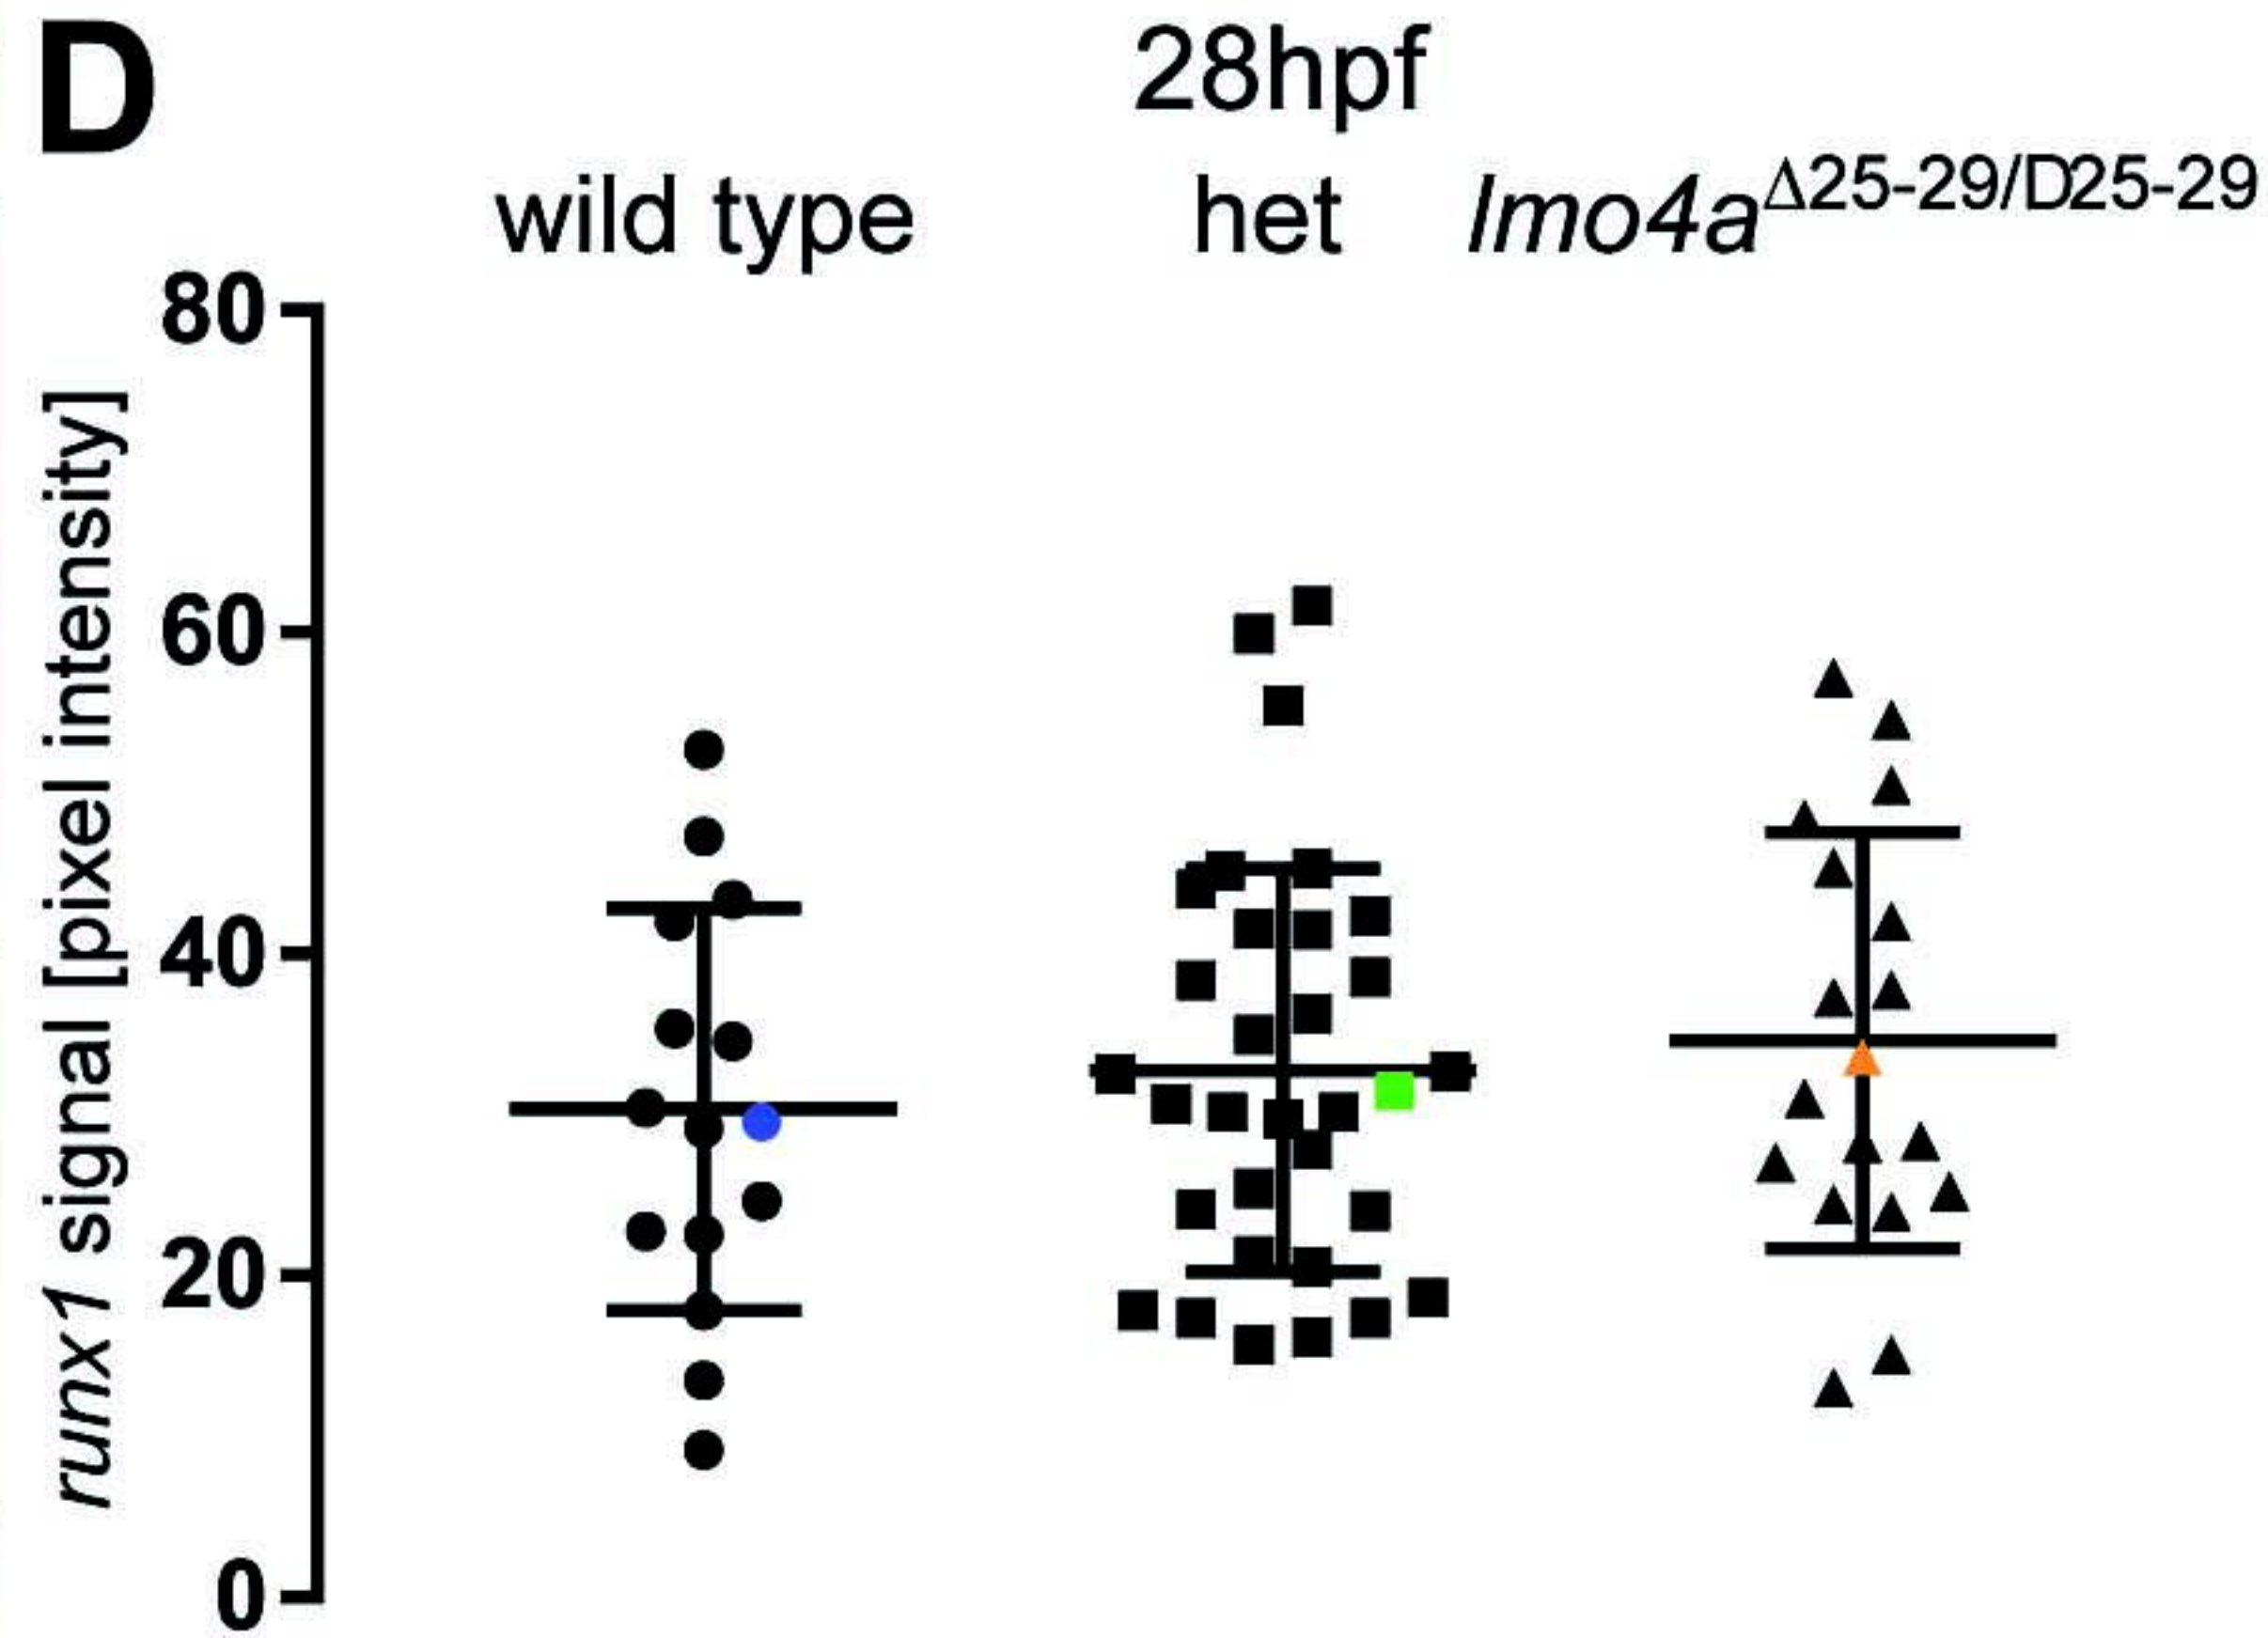 D
28hpf
wild type het lmo4aΔ25-29/D25-29
runx1 signal [pixel intensity]
80
60
40
20
0